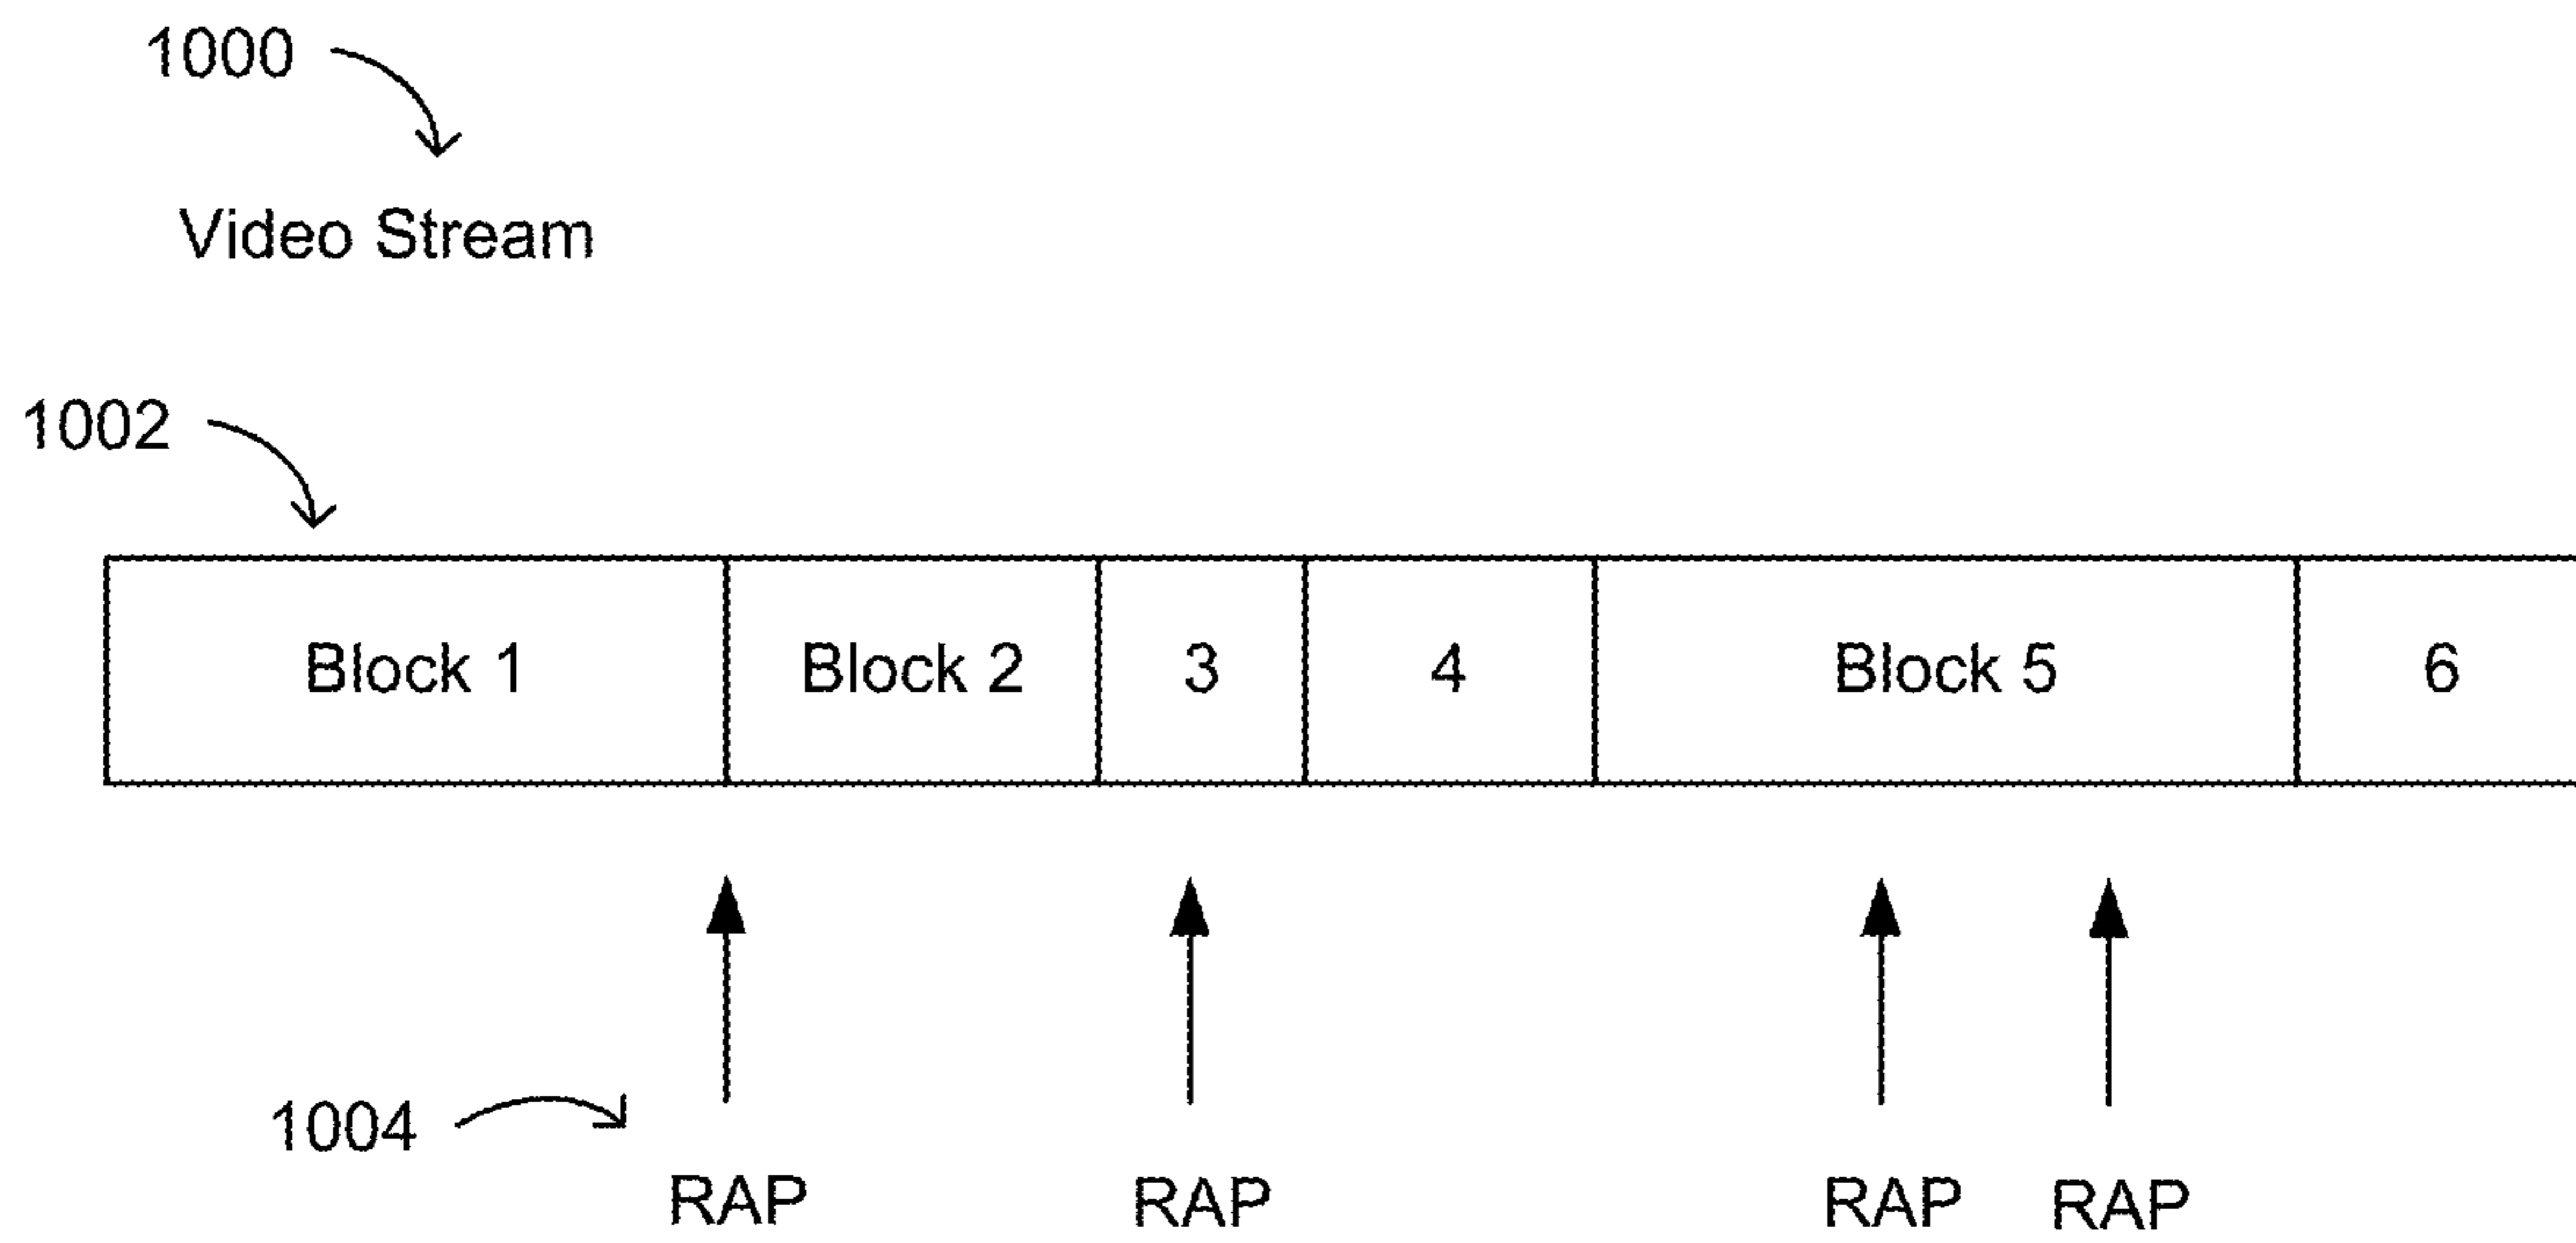 1000
Video Stream
1002
Block 1 Block 2 3 4 Block 5 6
1004
RAP RAP RAP RAP